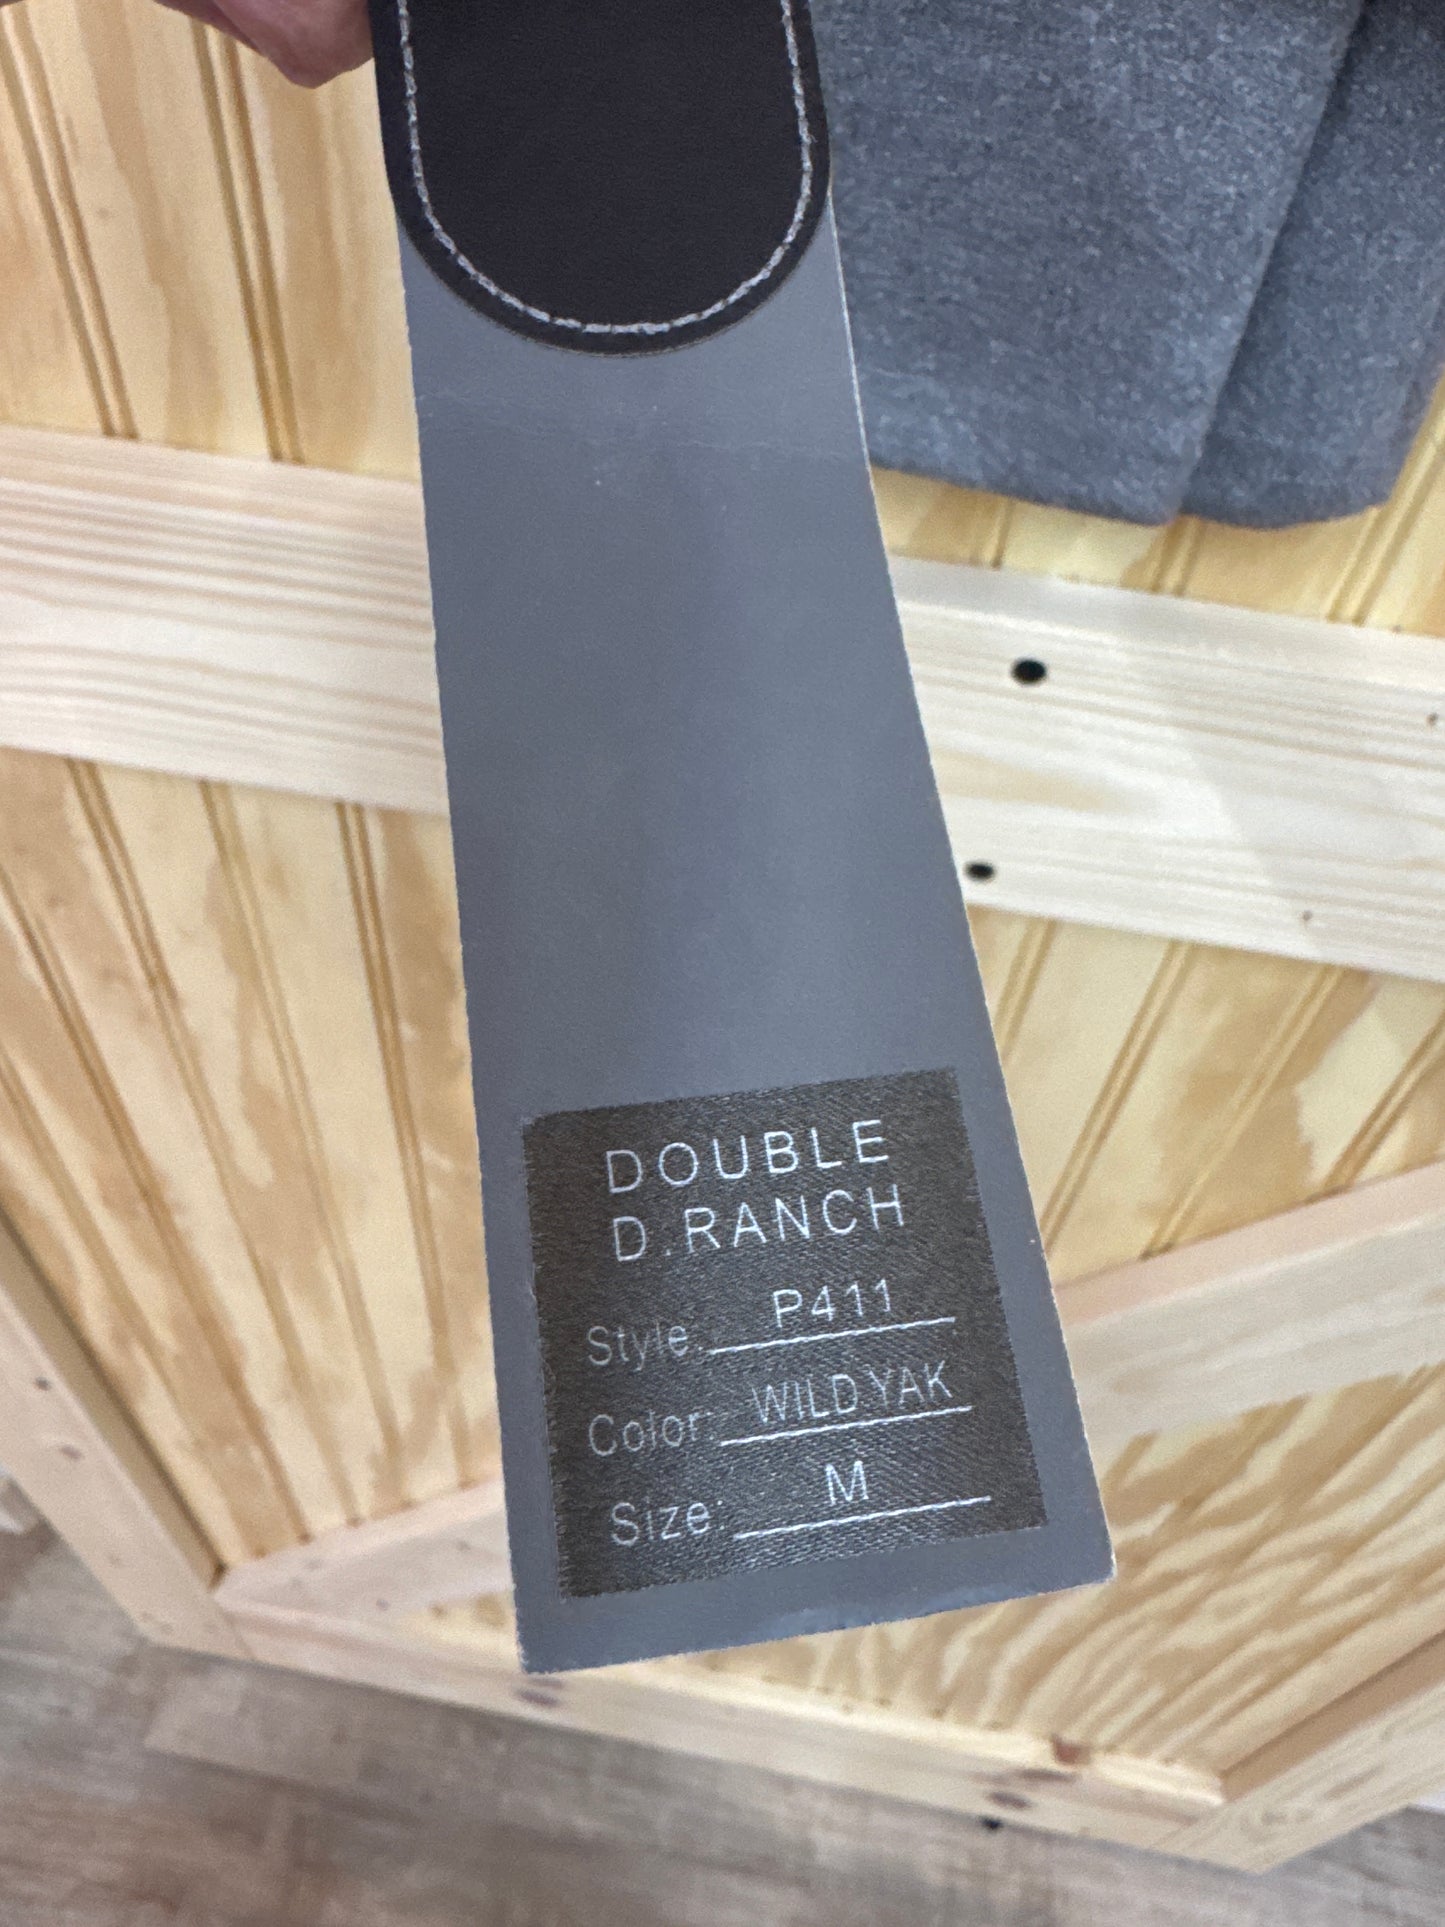 DOUBLE
D.RANCH
Style: P411
Color: WILD YAK
Size: M